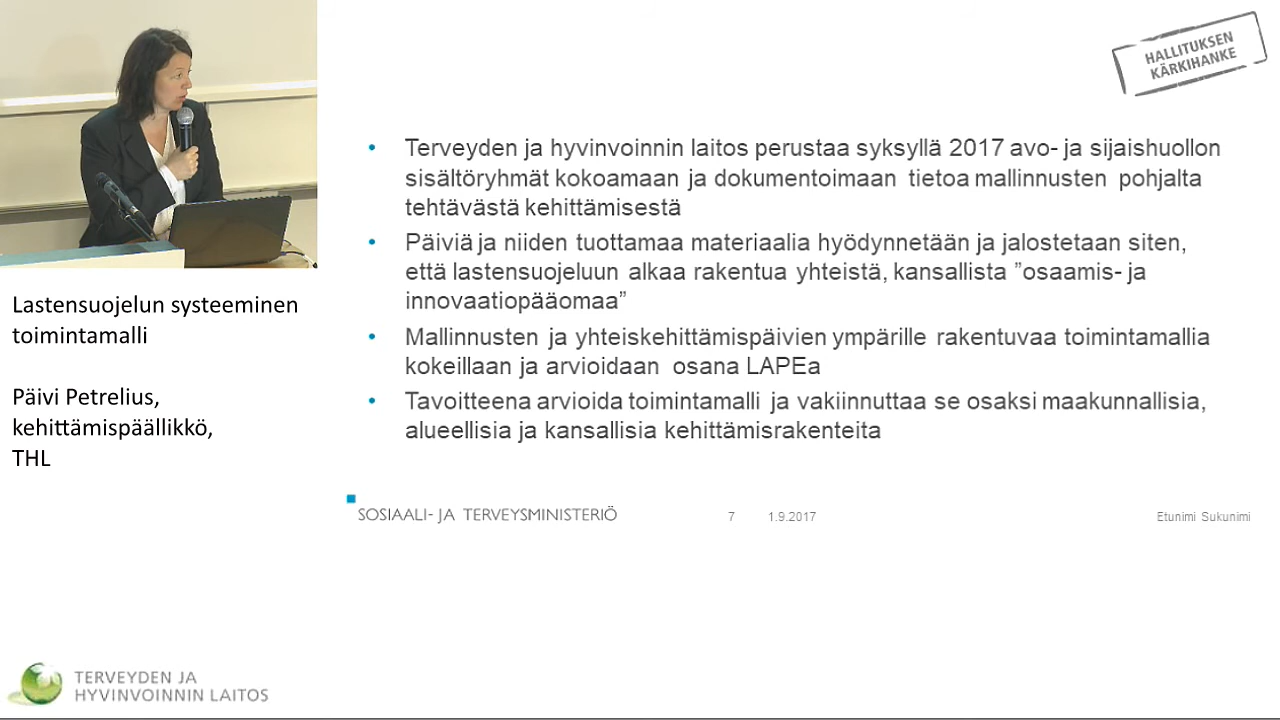 HALLITUKSEN
KÄRKIHANKE
• Terveyden ja hyvinvoinnin laitos perustaa syksyllä 2017 avo- ja sijaishuollon
sisältöryhmät kokoamaan ja dokumentoimaan tietoa mallinnusten pohjalta
tehtävästä kehittämisestä
• Päiviä ja niiden tuottamaa materiaalia hyödynnetään ja jalostetaan siten,
että lastensuojeluun alkaa rakentua yhteistä, kansallista ”osaamis- ja
innovaatiopääomaa”
• Mallinnusten ja yhteiskehittämispäivien ympärille rakentuvaa toimintamallia
kokeillaan ja arvioidaan osana LAPEa
• Tavoitteena arvioida toimintamalli ja vakiinnuttaa se osaksi maakunnallisia,
alueellisia ja kansallisia kehittämisrakenteita
SOSIAALI- JA TERVEYSMINISTERIÖ 7 1.9.2017 Etunimi Sukunimi
Lastensuojelun systeeminen
toimintamalli
Päivi Petrelius,
kehittämispäällikkö,
THL
TERVEYDEN JA
HYVINVOINNIN LAITOS